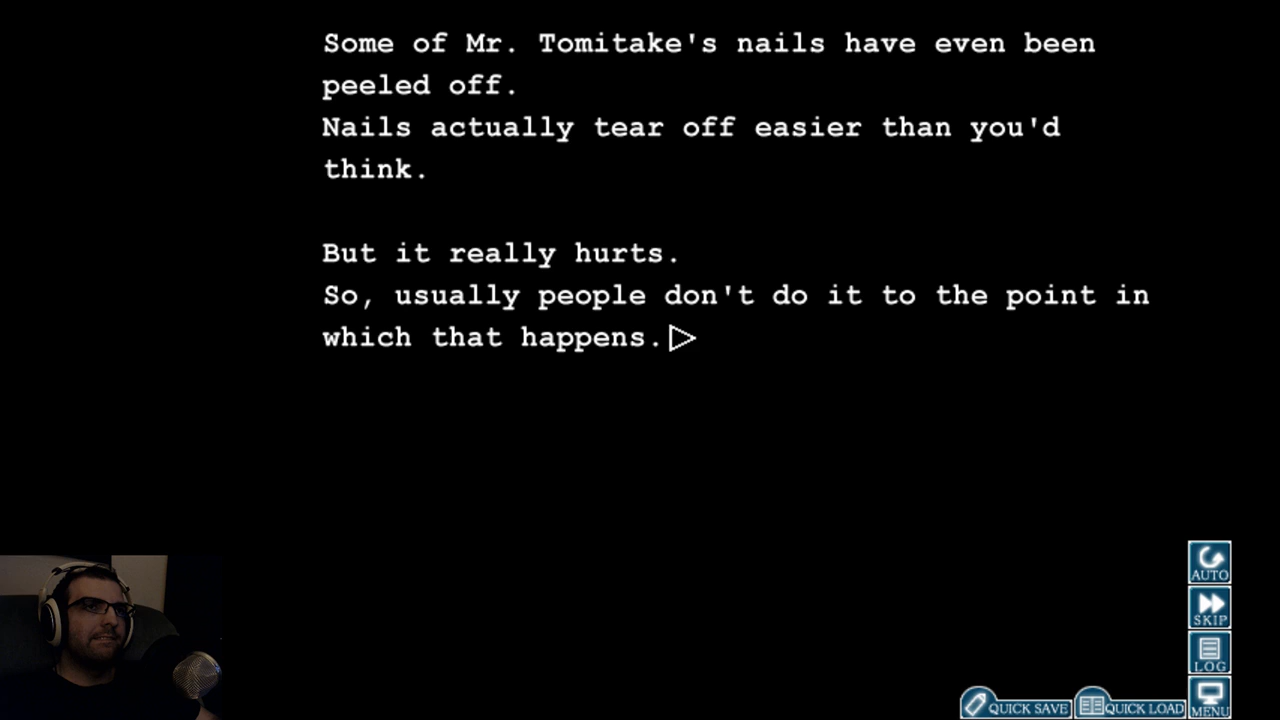 Some of Mr. Tomitake's nails have even been
peeled off.
Nails actually tear off easier than you'd
think.
But it really hurts.
So, usually people don't do it to the point in
which that happens.
AUTO
SKIP
LOG
QUICK SAVE
QUICK LOAD
MENU